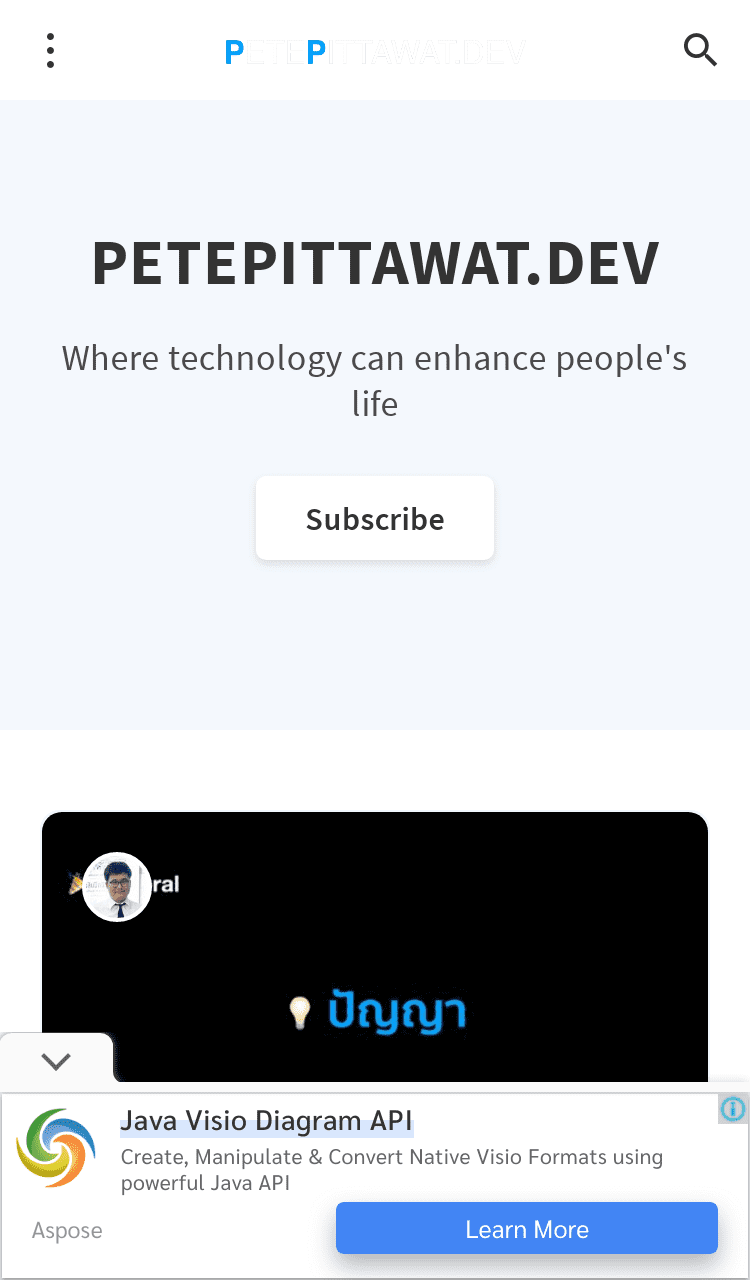 PETEPITTAWAT.DEV
PETEPITTAWAT.DEV
Where technology can enhance people's
life
Subscribe
ปัญญา
Java Visio Diagram API
Create, Manipulate & Convert Native Visio Formats using
powerful Java API
Aspose
Learn More